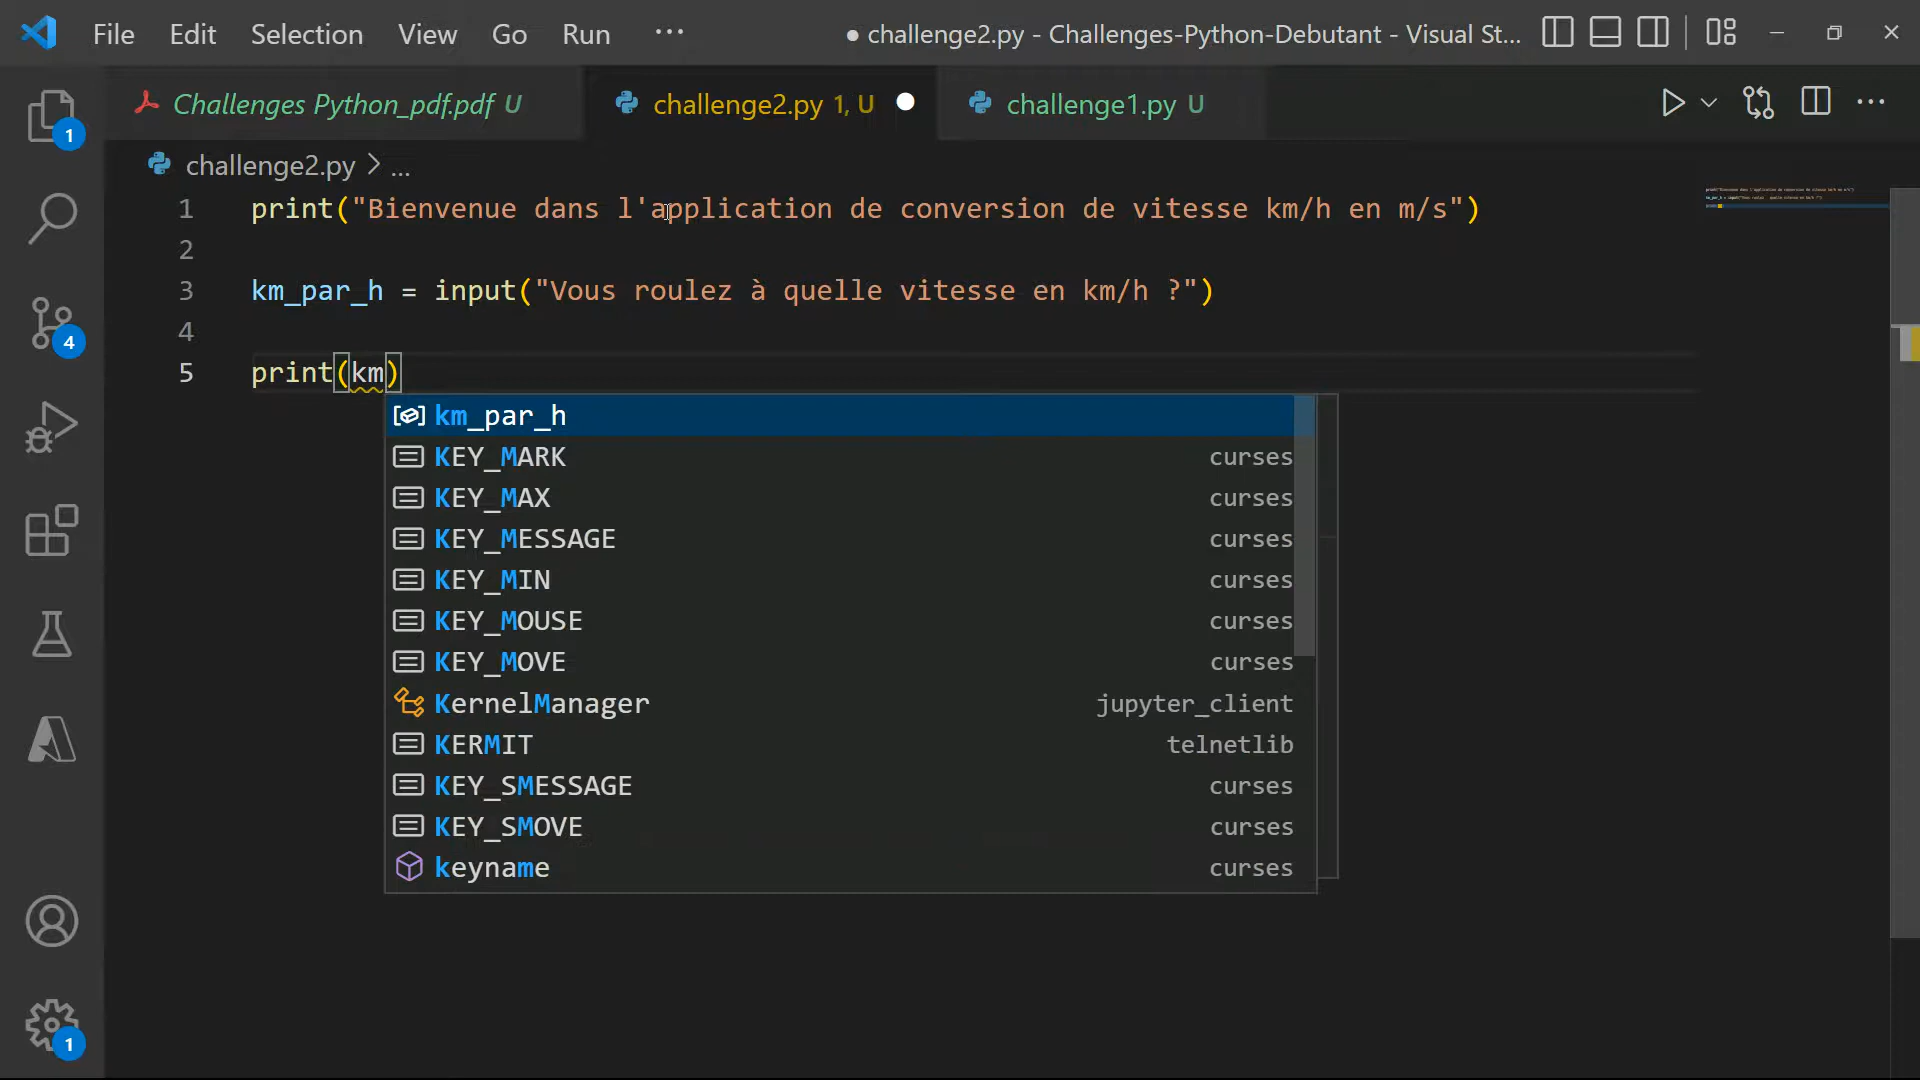 File Edit Selection View Go Run ··· ● challenge2.py - Challenges-Python-Debutant - Visual St...
Challenges Python_pdf.pdf U challenge2.py 1, U challenge1.py U
challenge2.py > ...
1 print("Bienvenue dans l'application de conversion de vitesse km/h en m/s")
2
3 km_par_h = input("Vous roulez à quelle vitesse en km/h ?")
4
5 print(km)
km_par_h
KEY_MARK curses
KEY_MAX curses
KEY_MESSAGE curses
KEY_MIN curses
KEY_MOUSE curses
KEY_MOVE curses
KernelManager jupyter_client
KERMIT telnetlib
KEY_SMESSAGE curses
KEY_SMOVE curses
keyname curses
1
4
1